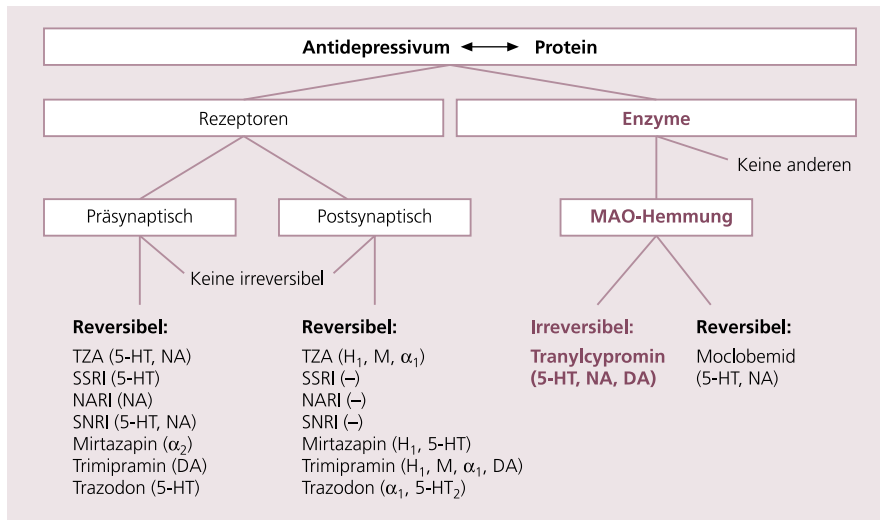 Antidepressivum ↔ Protein
Rezeptoren
Enzyme
Keine anderen
Präsynaptisch
Postsynaptisch
MAO-Hemmung
Keine irreversibel
Reversibel:
TZA (5-HT, NA)
SSRI (5-HT)
NARI (NA)
SNRI (5-HT, NA)
Mirtazapin (α₂)
Trimipramin (DA)
Trazodon (5-HT)
Reversibel:
TZA (H₁, M, α₁)
SSRI (–)
NARI (–)
SNRI (–)
Mirtazapin (H₁, 5-HT)
Trimipramin (H₁, M, α₁, DA)
Trazodon (α₁, 5-HT₂)
Irreversibel:
Tranylcypromin
(5-HT, NA, DA)
Reversibel:
Moclobemid
(5-HT, NA)